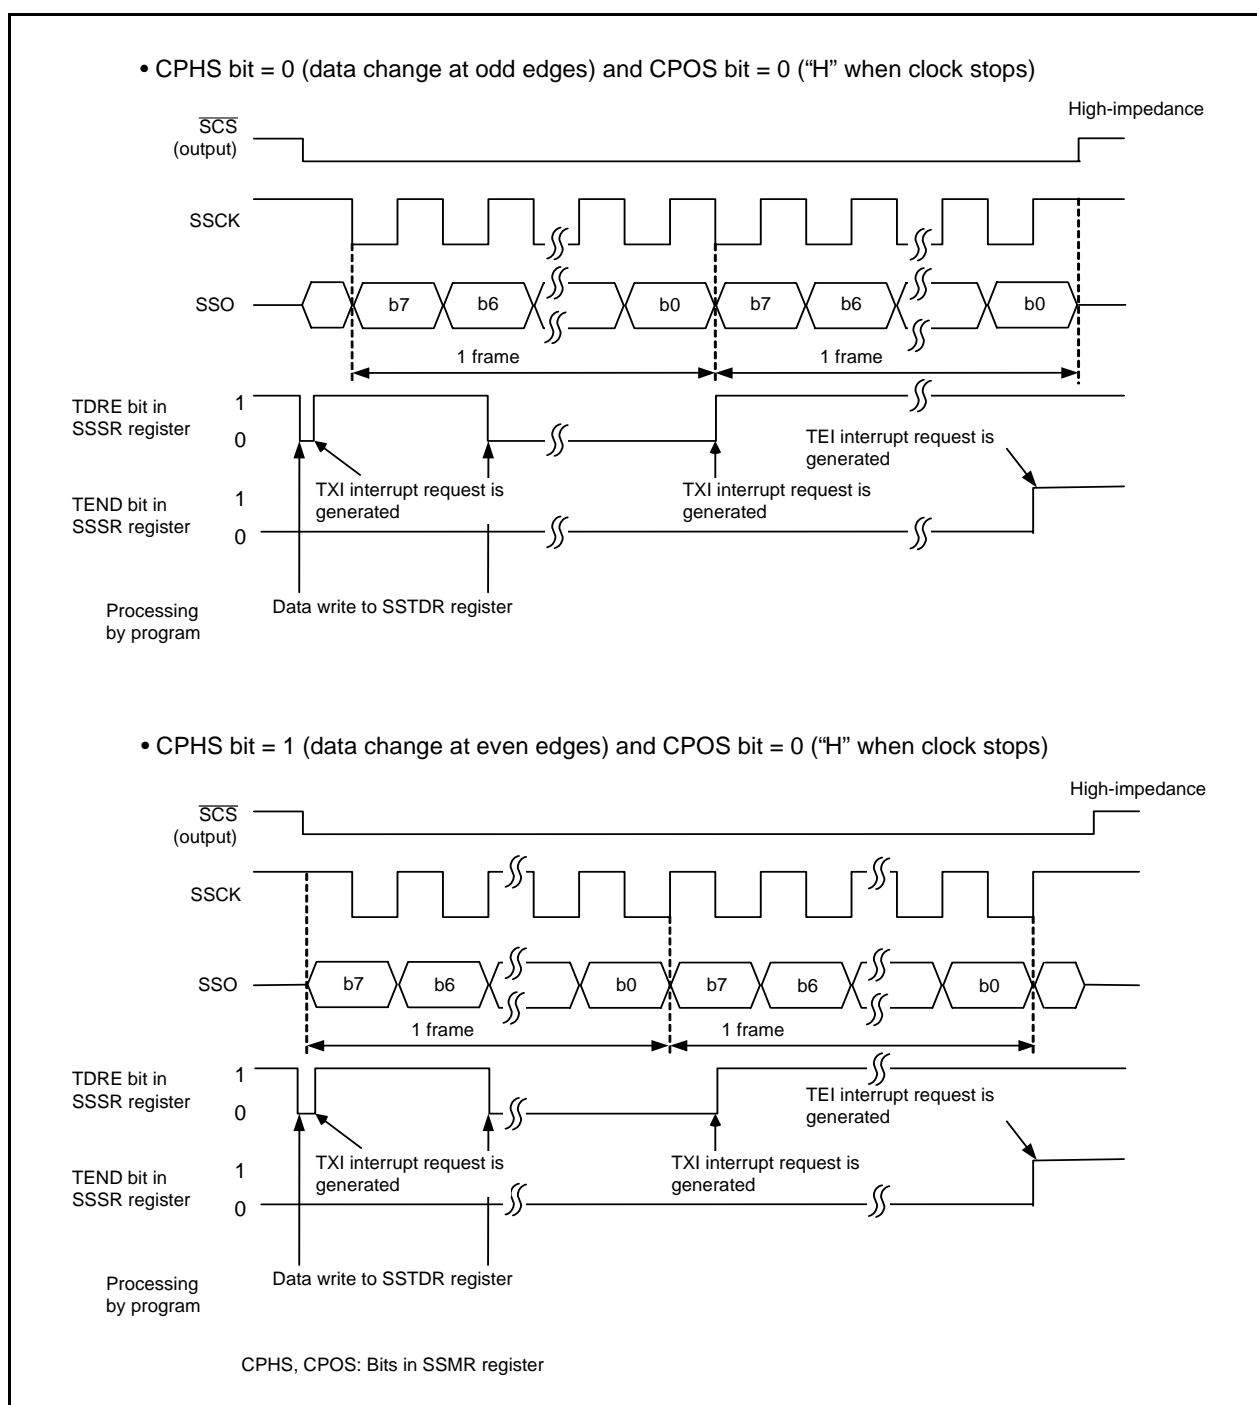 • CPHS bit = 0 (data change at odd edges) and CPOS bit = 0 (“H” when clock stops)
High-impedance
SCS
(output)
SSCK
SSO
b7
b6
b0
b7
b6
b0
1 frame
1 frame
TDRE bit in
SSSR register
1
0
TEI interrupt request is
generated
TXI interrupt request is
generated
TXI interrupt request is
generated
TEND bit in
SSSR register
1
0
Processing
by program
Data write to SSTDR register
• CPHS bit = 1 (data change at even edges) and CPOS bit = 0 (“H” when clock stops)
High-impedance
SCS
(output)
SSCK
SSO
b7
b6
b0
b7
b6
b0
1 frame
1 frame
TDRE bit in
SSSR register
1
0
TEI interrupt request is
generated
TXI interrupt request is
generated
TXI interrupt request is
generated
TEND bit in
SSSR register
1
0
Processing
by program
Data write to SSTDR register
CPHS, CPOS: Bits in SSMR register